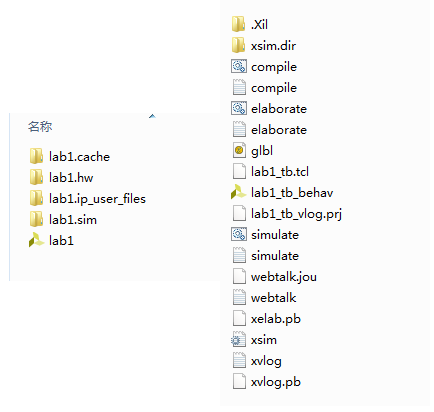 名称
lab1.cache
lab1.hw
lab1.ip_user_files
lab1.sim
lab1
.Xil
xsim.dir
compile
compile
elaborate
elaborate
glbl
lab1_tb.tcl
lab1_tb_behav
lab1_tb_vlog.prj
simulate
simulate
webtalk.jou
webtalk
xelab.pb
xsim
xvlog
xvlog.pb